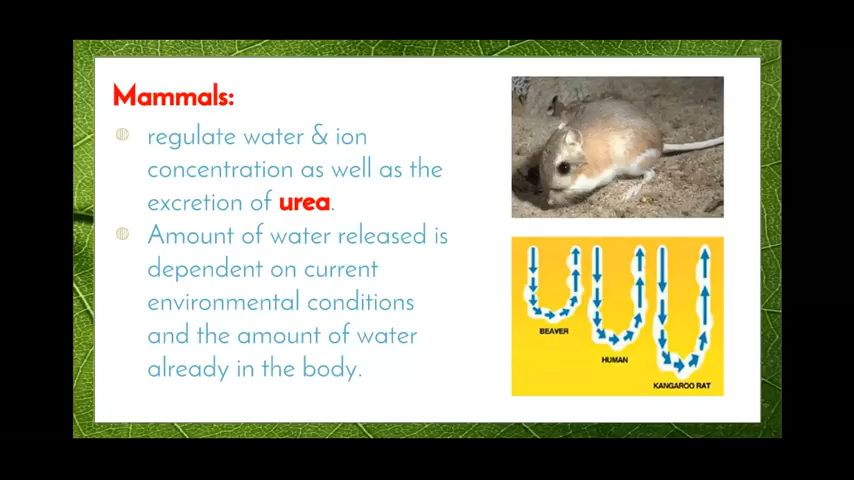 Mammals:
regulate water & ion
concentration as well as the
excretion of urea.
Amount of water released is
dependent on current
environmental conditions
and the amount of water
already in the body.
BEAVER
HUMAN
KANGAROO RAT